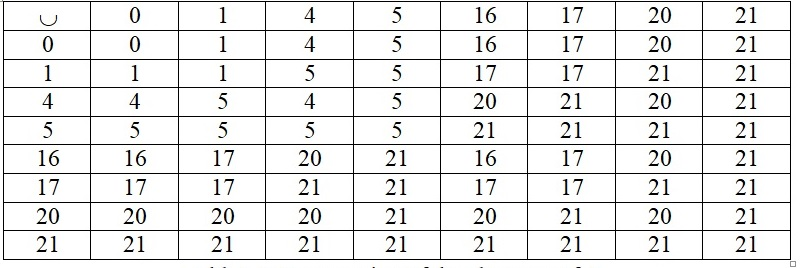 ◡ 0 1 4 5 16 17 20 21
0 0 1 4 5 16 17 20 21
1 1 1 5 5 17 17 21 21
4 4 5 4 5 20 21 20 21
5 5 5 5 5 21 21 21 21
16 16 17 20 21 16 17 20 21
17 17 17 21 21 17 17 21 21
20 20 20 20 21 20 21 20 21
21 21 21 21 21 21 21 21 21